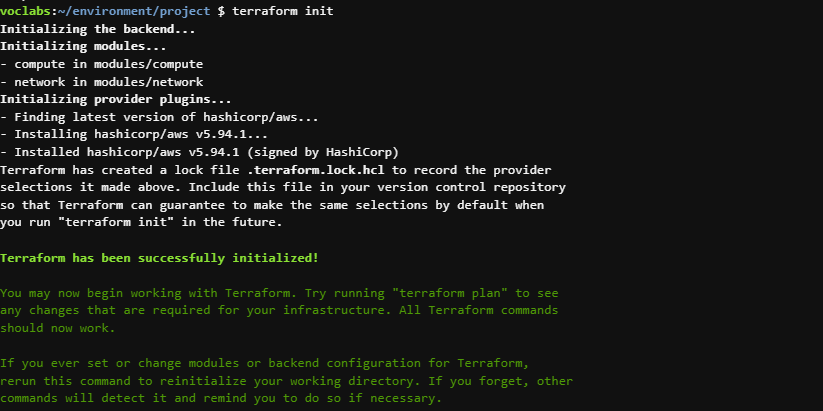 voclabs:~/environment/project $ terraform init
Initializing the backend...
Initializing modules...
- compute in modules/compute
- network in modules/network
Initializing provider plugins...
- Finding latest version of hashicorp/aws...
- Installing hashicorp/aws v5.94.1...
- Installed hashicorp/aws v5.94.1 (signed by HashiCorp)
Terraform has created a lock file .terraform.lock.hcl to record the provider
selections it made above. Include this file in your version control repository
so that Terraform can guarantee to make the same selections by default when
you run "terraform init" in the future.
Terraform has been successfully initialized!
You may now begin working with Terraform. Try running "terraform plan" to see
any changes that are required for your infrastructure. All Terraform commands
should now work.
If you ever set or change modules or backend configuration for Terraform,
rerun this command to reinitialize your working directory. If you forget, other
commands will detect it and remind you to do so if necessary.